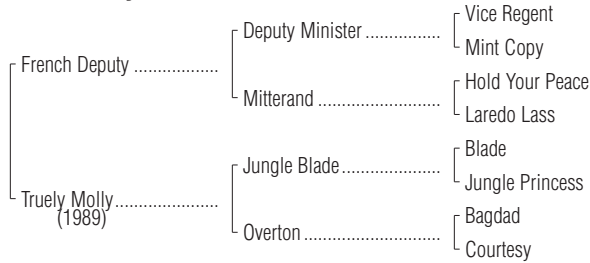 Vice Regent
Deputy Minister ................
Mint Copy
French Deputy ..................
Hold Your Peace
Mitterand ..........................
Laredo Lass
Blade
Jungle Blade.....................
Jungle Princess
Truely Molly......................
(1989)
Bagdad
Overton .............................
Courtesy